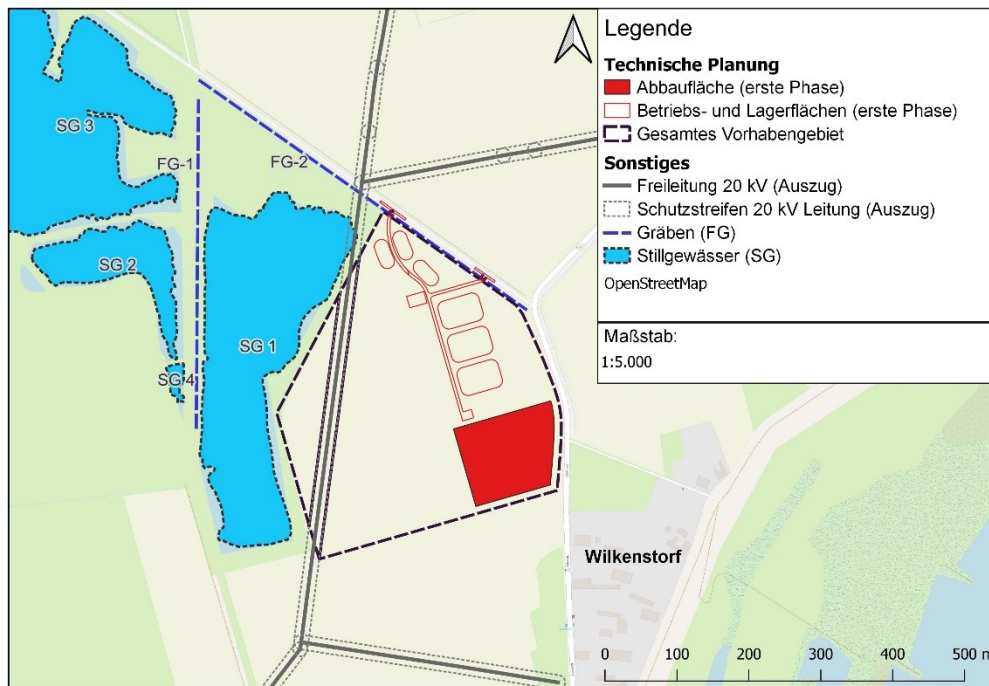 Legende
Technische Planung
Abbaufläche (erste Phase)
Betriebs- und Lagerflächen (erste Phase)
Gesamtes Vorhabengebiet
Sonstiges
Freileitung 20 kV (Auszug)
Schutzstreifen 20 kV Leitung (Auszug)
Gräben (FG)
Stillgewässer (SG)
OpenStreetMap
Maßstab:
1:5.000
SG 3
FG-1
FG-2
SG 2
SG 1
SG 4
Wilkenstorf
0 100 200 300 400 500 m